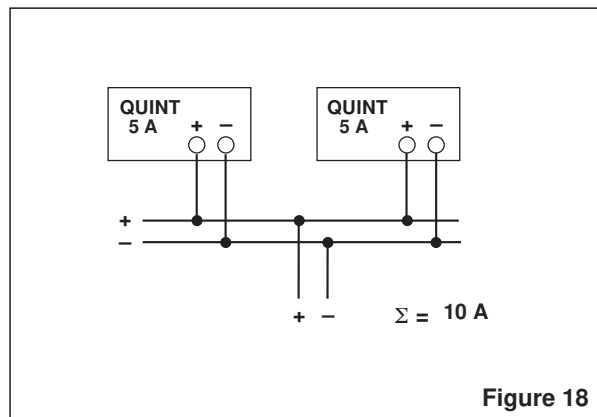 QUINT
5 A + −
QUINT
5 A + −
+
−
+ −
Σ = 10 A
Figure 18